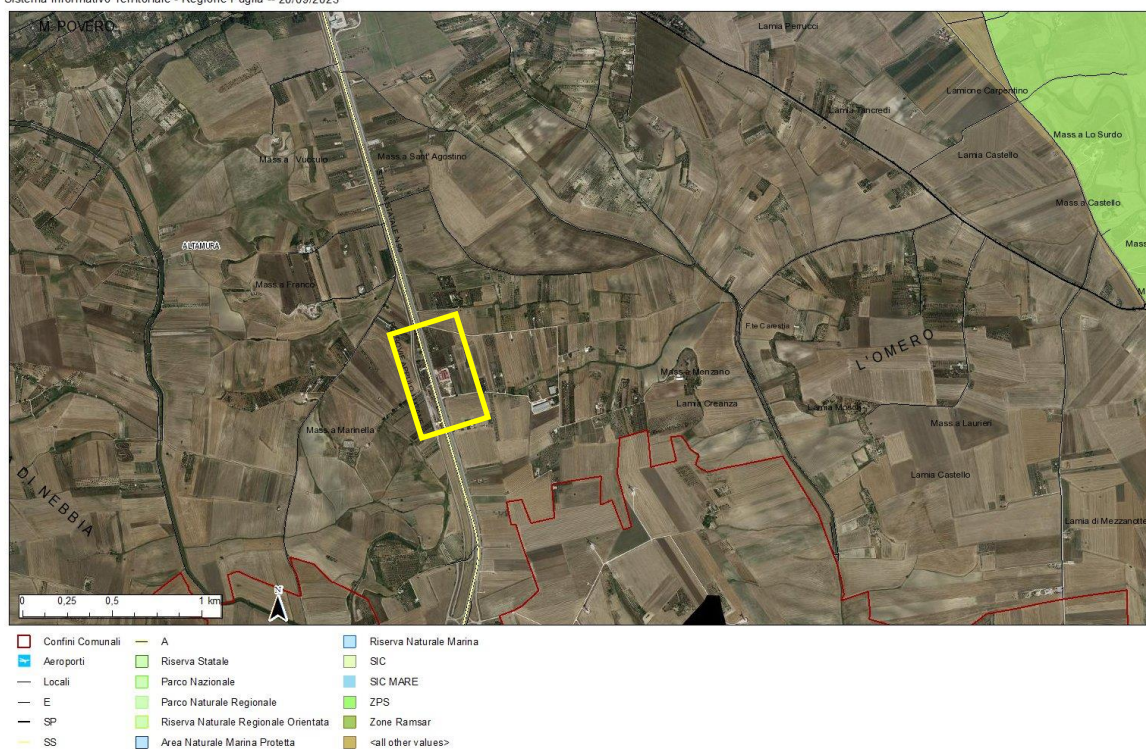 Sistema Informativo Territoriale - Regione Puglia -- 26/09/2023
M. POVERO
Lamia Perrucci
Lamione Carpentino
Lamia Tancredi
Mass.a Lo Surdo
Mass.a Vucculo
Mass.a Sant' Agostino
Lamia Castello
Mass.a Castello
ALTAMURA
Mass
Mass.a Franco
M
F.te Carestia
L'OMERO
Mass.a Menzano
Lamia Creanza
Mass.a Marinella
Mass.a Laurieri
DI NEBBIA
Lamia Castello
Lamia di Mezzanotte
0 0,25 0,5 1 km
Confini Comunali
Aeroporti
Locali
E
SP
SS
A
Riserva Statale
Parco Nazionale
Parco Naturale Regionale
Riserva Naturale Regionale Orientata
Area Naturale Marina Protetta
Riserva Naturale Marina
SIC
SIC MARE
ZPS
Zone Ramsar
<all other values>